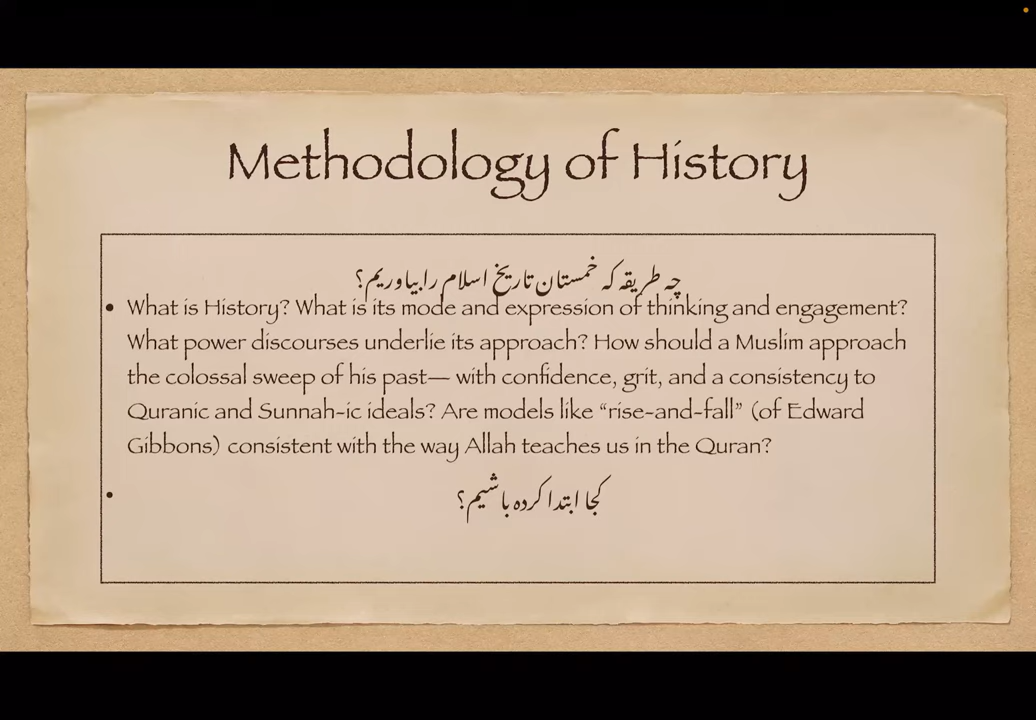 Methodology of History
چه طریقه که خمستان تاریخ اسلام را بیاوریم؟
• What is History? What is its mode and expression of thinking and engagement?
What power discourses underlie its approach? How should a Muslim approach
the colossal sweep of his past— with confidence, grit, and a consistency to
Quranic and Sunnah-ic ideals? Are models like “rise-and-fall” (of Edward
Gibbons) consistent with the way Allah teaches us in the Quran?
• کجا ابتدا کرده باشیم؟